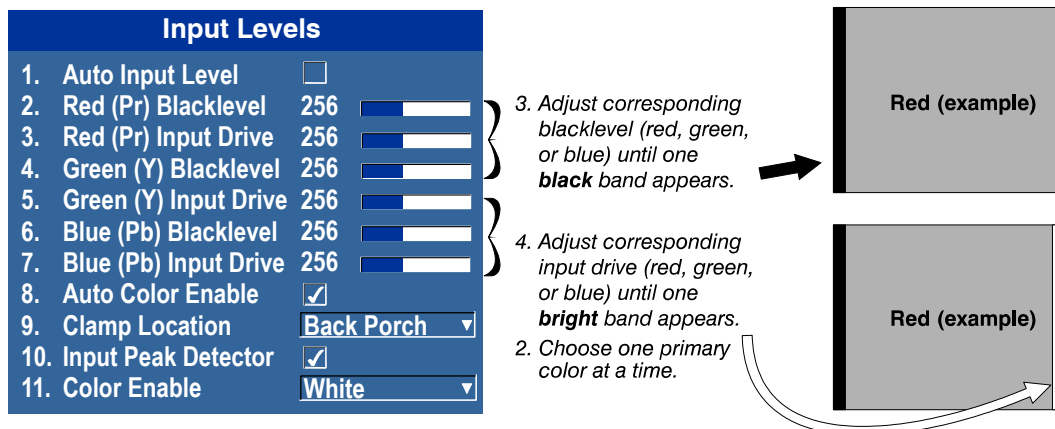 Input Levels
1. Auto Input Level
2. Red (Pr) Blacklevel 256
3. Red (Pr) Input Drive 256
4. Green (Y) Blacklevel 256
5. Green (Y) Input Drive 256
6. Blue (Pb) Blacklevel 256
7. Blue (Pb) Input Drive 256
8. Auto Color Enable
9. Clamp Location Back Porch
10. Input Peak Detector
11. Color Enable White
3. Adjust corresponding
blacklevel (red, green,
or blue) until one
black band appears.
4. Adjust corresponding
input drive (red, green,
or blue) until one
bright band appears.
2. Choose one primary
color at a time.
Red (example)
Red (example)